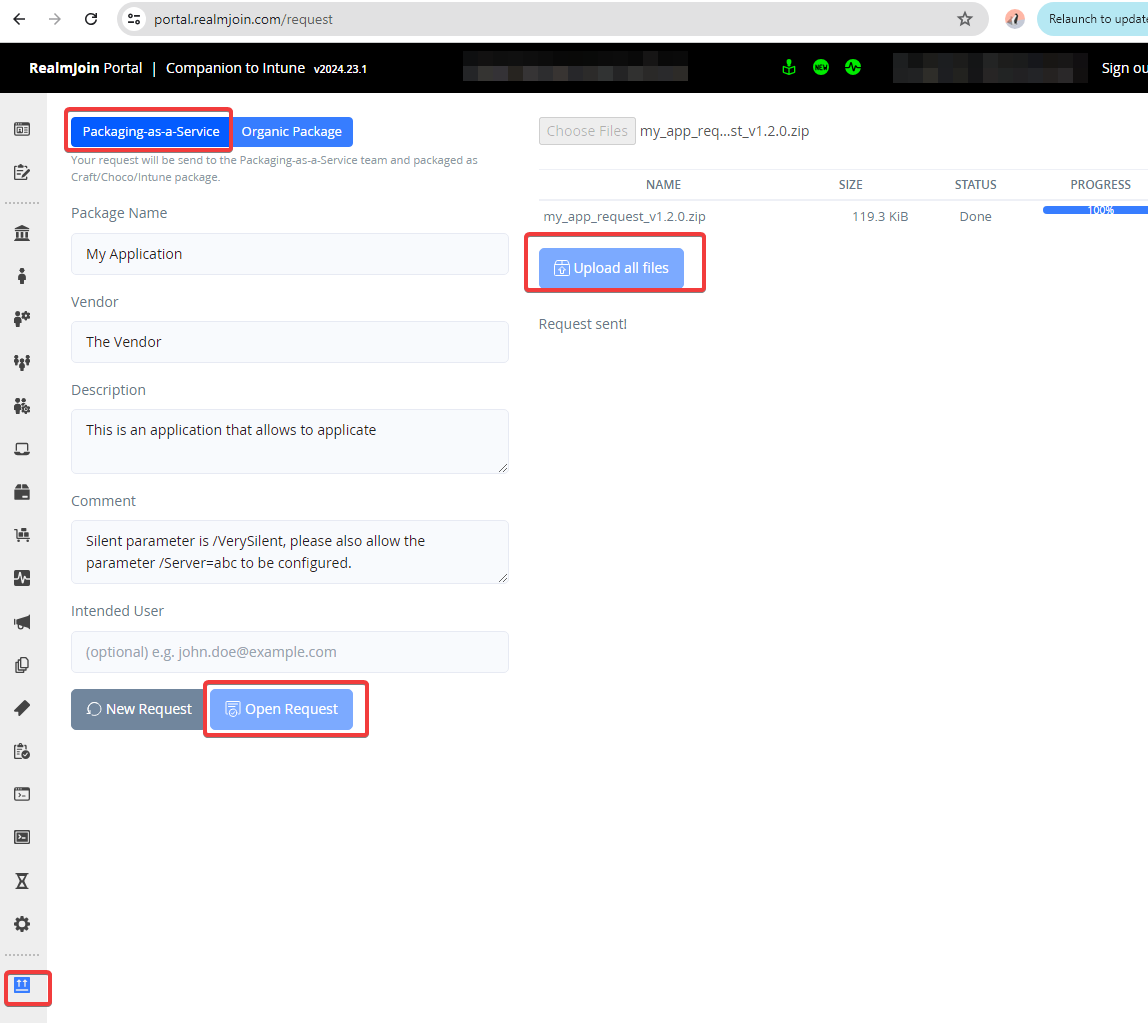 portal.realmjoin.com/request
Relaunch to update
RealmJoin Portal | Companion to Intune v2024.23.1
NEW
Sign ou
Packaging-as-a-Service
Organic Package
Your request will be send to the Packaging-as-a-Service team and packaged as
Craft/Choco/Intune package.
Package Name
My Application
Vendor
The Vendor
Description
This is an application that allows to applicate
Comment
Silent parameter is /VerySilent, please also allow the
parameter /Server=abc to be configured.
Intended User
(optional) e.g. john.doe@example.com
New Request
Open Request
Choose Files my_app_req...st_v1.2.0.zip
NAME SIZE STATUS PROGRESS
my_app_request_v1.2.0.zip 119.3 KiB Done 100%
Upload all files
Request sent!